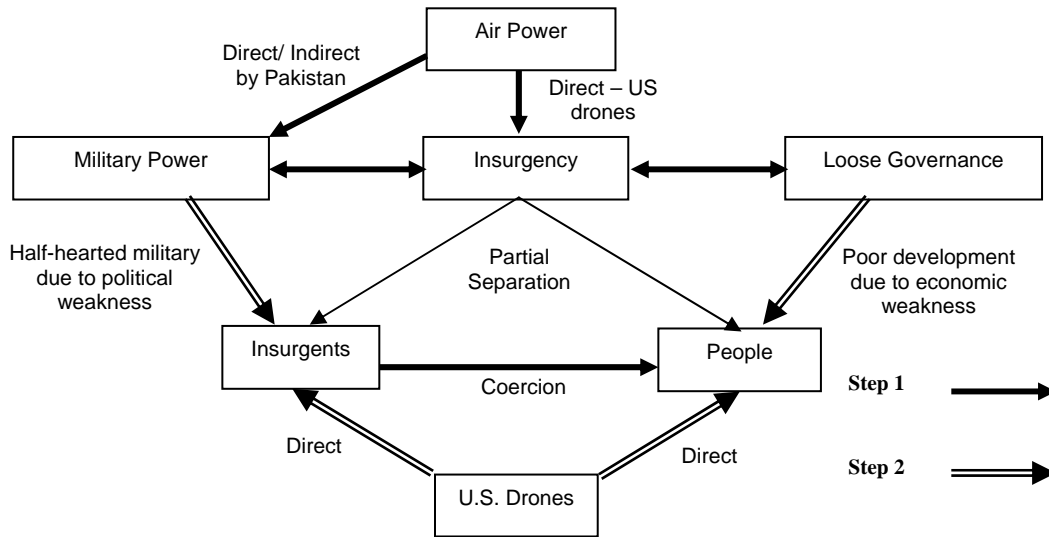 Air Power
Direct/ Indirect
by Pakistan
Direct – US
drones
Military Power
Insurgency
Loose Governance
Half-hearted military
due to political
weakness
Partial
Separation
Poor development
due to economic
weakness
Insurgents
People
Coercion
Step 1
Direct
Direct
Step 2
U.S. Drones